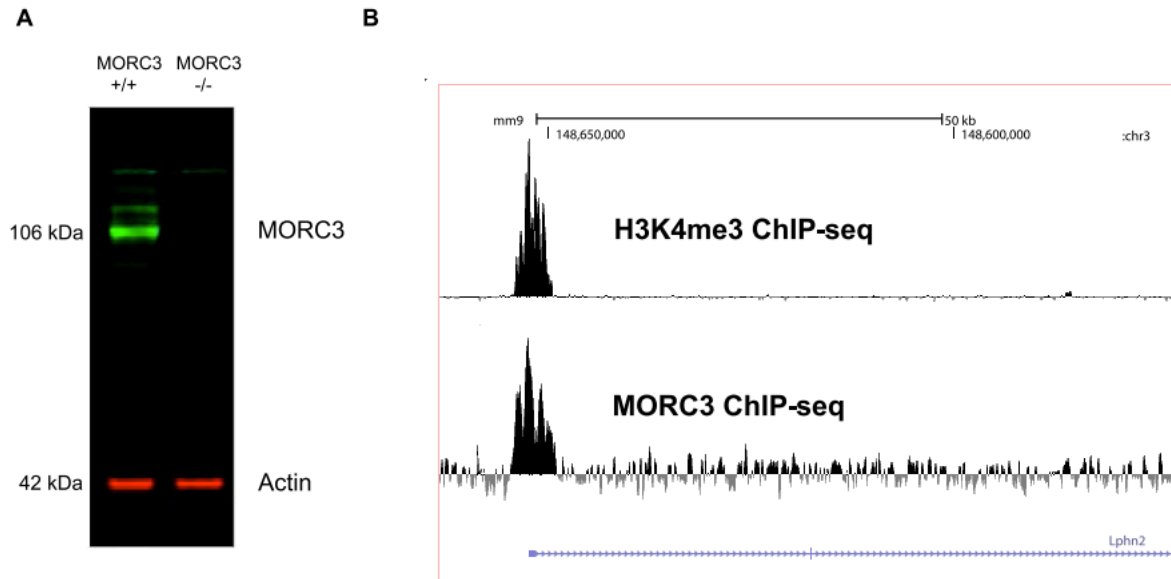 A
MORC3 MORC3
+/+ -/-
106 kDa
MORC3
42 kDa
Actin
B
mm9 50 kb
148,650,000 148,600,000 :chr3
H3K4me3 ChIP-seq
MORC3 ChIP-seq
Lphn2